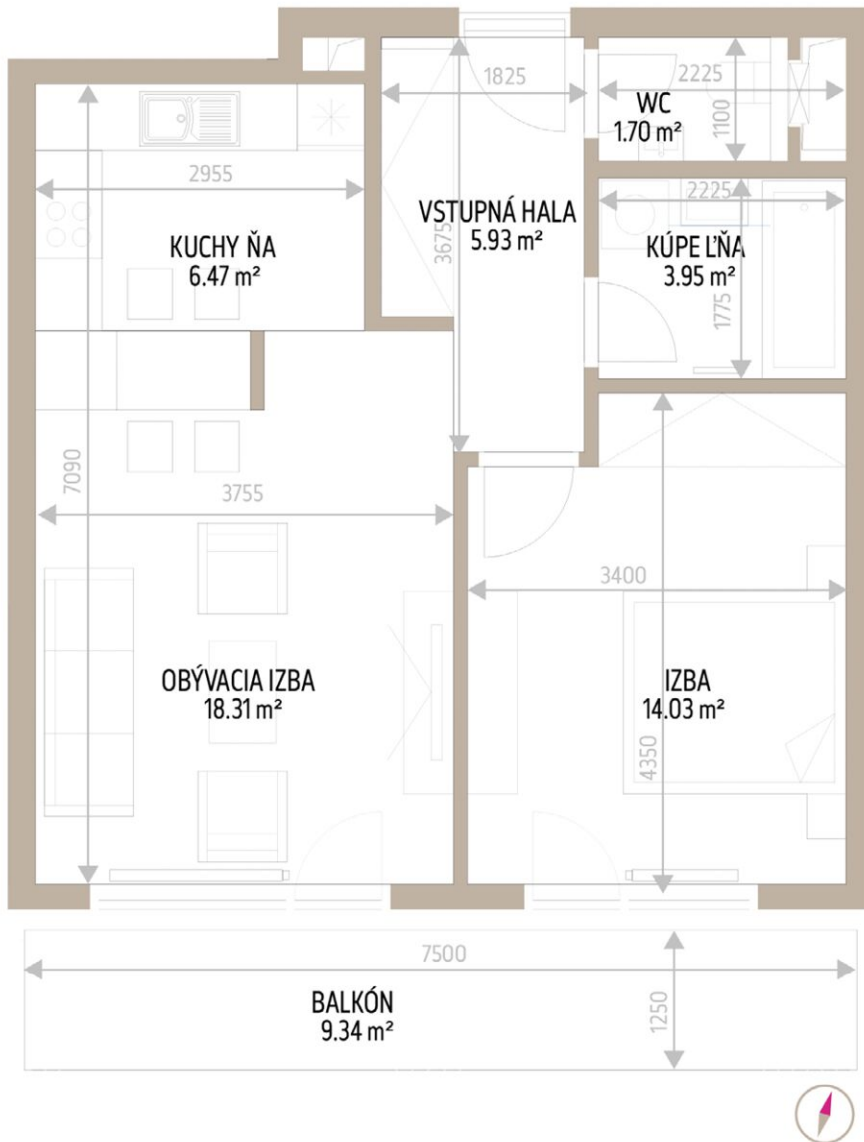 1825
2225
WC
1.70 m²
1100
2955
VSTUPNÁ HALA
5.93 m²
3675
2225
KÚPE ĽŇA
3.95 m²
1775
KUCHY ŇA
6.47 m²
7090
3755
3400
OBÝVACIA IZBA
18.31 m²
IZBA
14.03 m²
4350
7500
BALKÓN
9.34 m²
1250